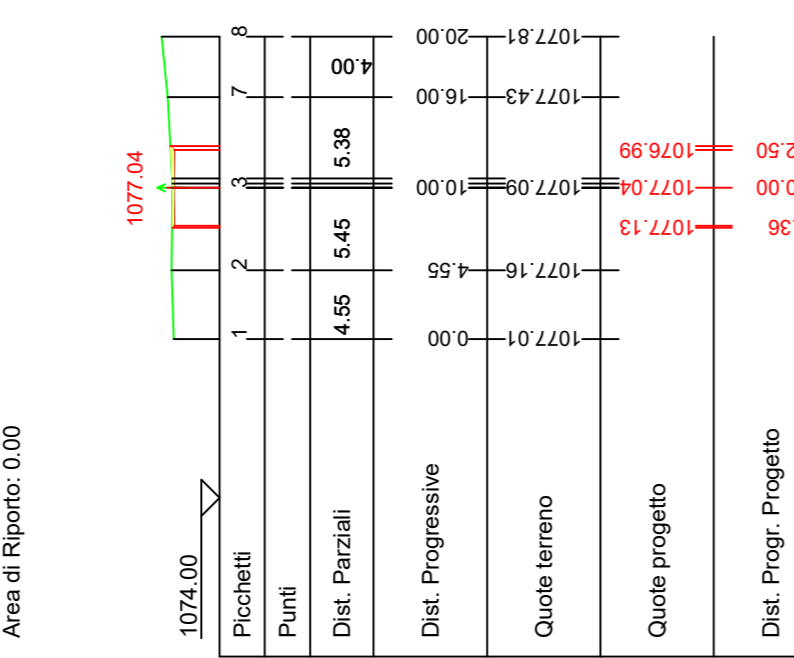 Area di Riporto: 0.00
1077.04
1074.00
Picchetti 1 2 3 7 8
Punti
Dist. Parziali 4.55 5.45 5.38 4.00
Dist. Progressive 0.00 4.55 10.00 16.00 20.00
Quote terreno 1077.01 1077.16 1077.09 1077.43 1077.81
Quote progetto 1077.13 1077.04 1076.99
Dist. Progr. Progetto